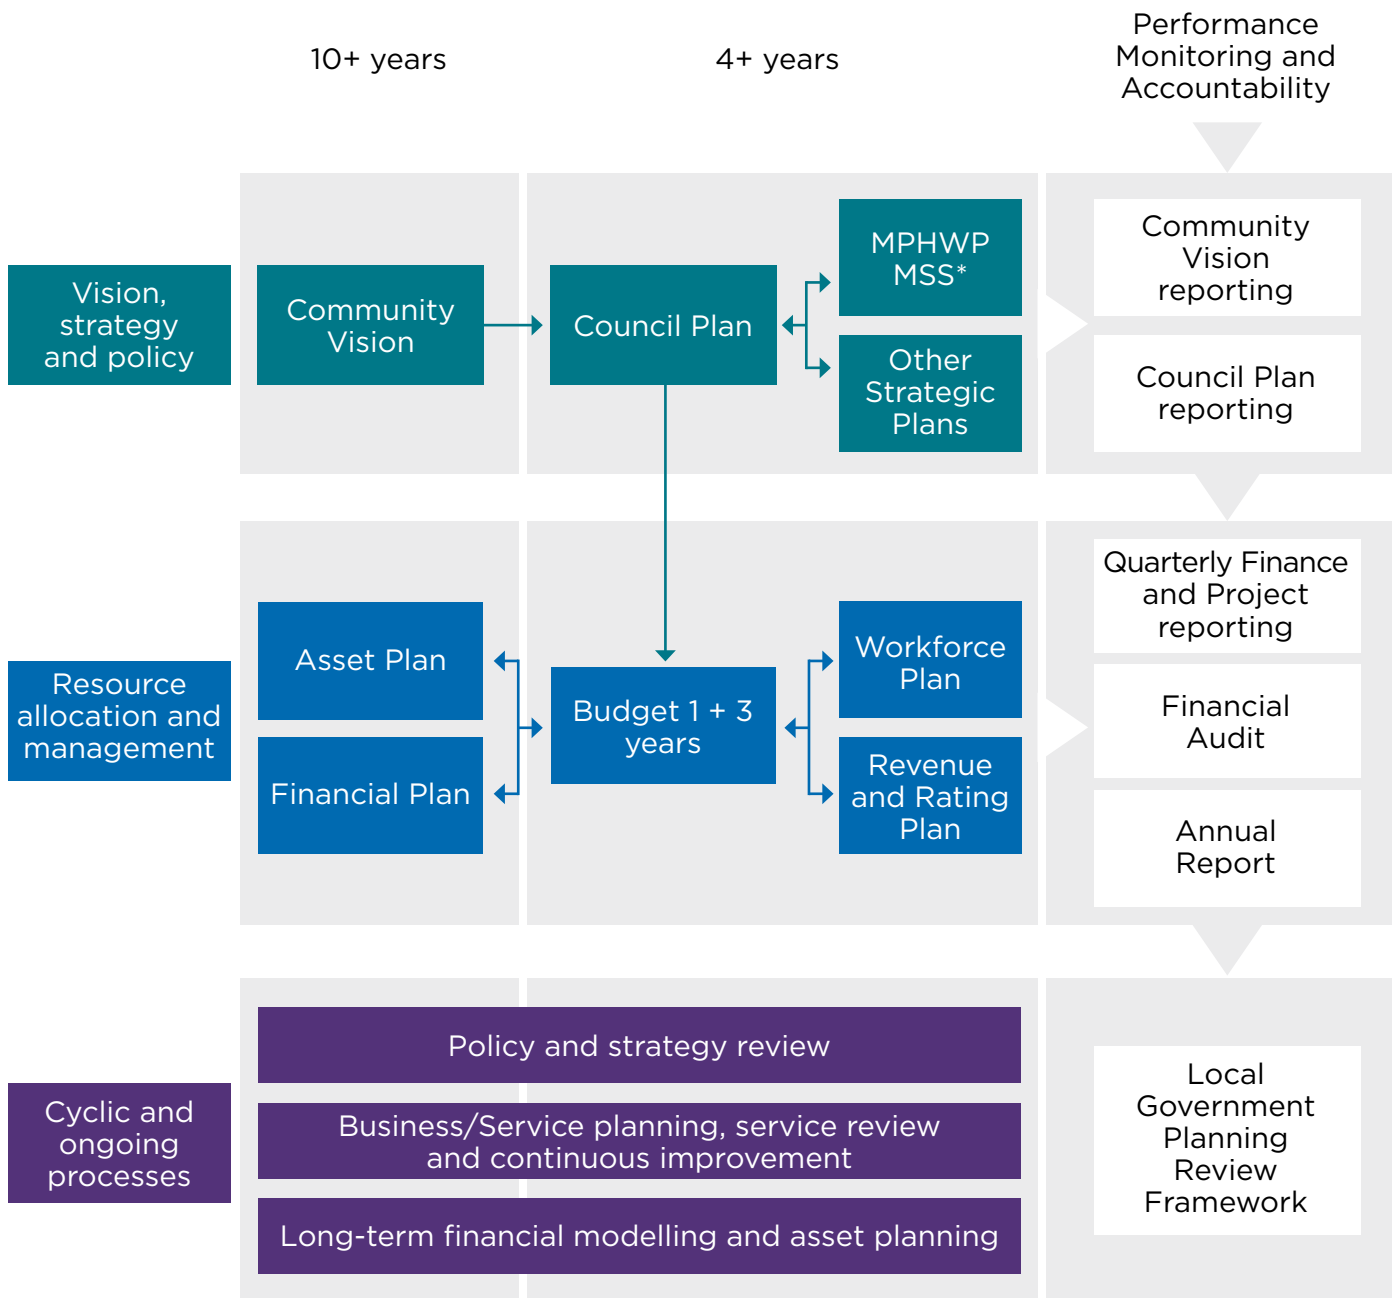 10+ years
4+ years
Performance
Monitoring and
Accountability
Vision,
strategy
and policy
Community
Vision
Council Plan
MPHWP
MSS*
Other
Strategic
Plans
Community
Vision
reporting
Council Plan
reporting
Resource
allocation and
management
Asset Plan
Financial Plan
Budget 1 + 3
years
Workforce
Plan
Revenue
and Rating
Plan
Quarterly Finance
and Project
reporting
Financial
Audit
Annual
Report
Cyclic and
ongoing
processes
Policy and strategy review
Business/Service planning, service review
and continuous improvement
Long-term financial modelling and asset planning
Local
Government
Planning
Review
Framework